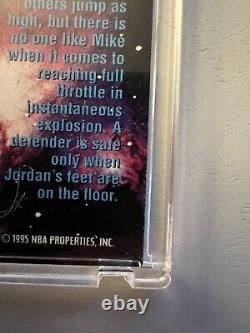 others jump as
high, but there is
no one like Mike
when it comes to
reaching full
throttle in
instantaneous
explosion. A
defender is safe
only when
Jordan's feet are
on the floor.
© 1995 NBA PROPERTIES, INC.